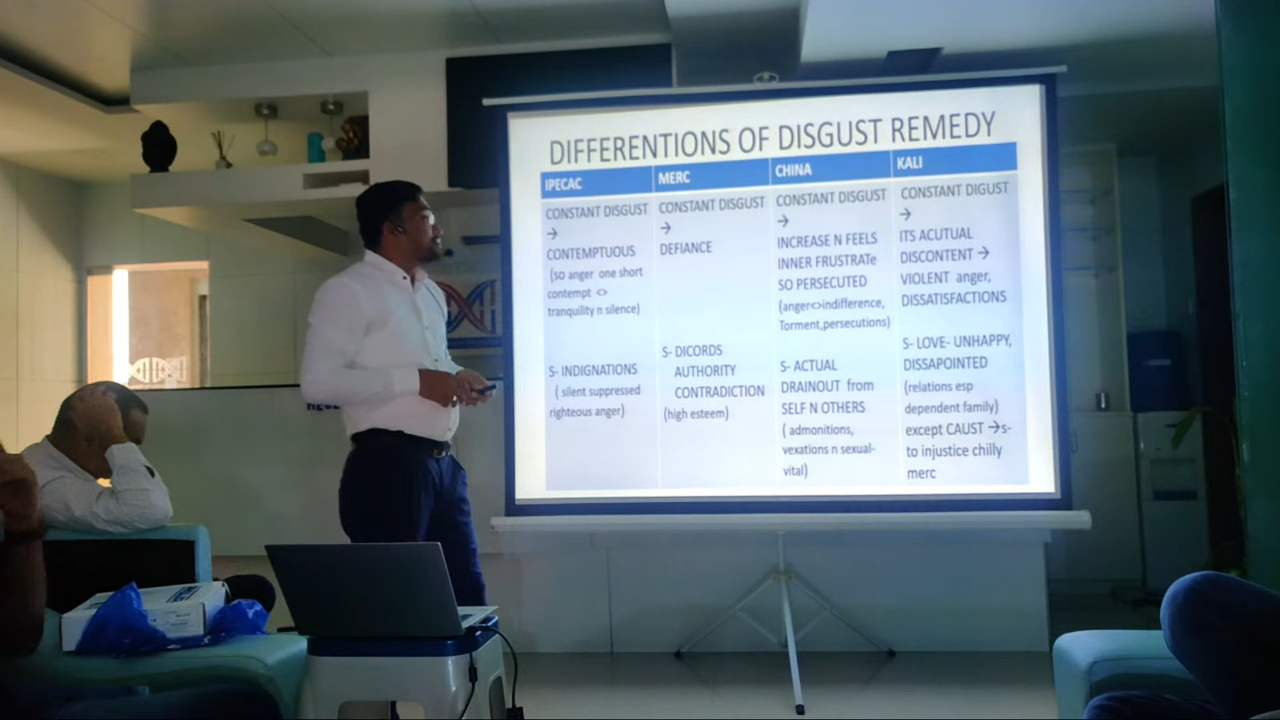 DIFFERENTIONS OF DISGUST REMEDY
IPECAC
MERC
CHINA
KALI
CONSTANT DISGUST
→
CONTEMPTUOUS
(so anger one short
contempt <>
tranquility n silence)
S- INDIGNATIONS
( silent suppressed
righteous anger)
CONSTANT DISGUST
→
DEFIANCE
S- DICORDS
AUTHORITY
CONTRADICTION
(high esteem)
CONSTANT DISGUST
→
INCREASE N FEELS
INNER FRUSTRATe
SO PERSECUTED
(anger<>indifference,
Torment,persecutions)
S- ACTUAL
DRAINOUT from
SELF N OTHERS
( admonitions,
vexations n sexual-
vital)
CONSTANT DIGUST
→
ITS ACUTUAL
DISCONTENT →
VIOLENT anger,
DISSATISFACTIONS
S- LOVE- UNHAPPY,
DISSAPOINTED
(relations esp
dependent family)
except CAUST →s-
to injustice chilly
merc